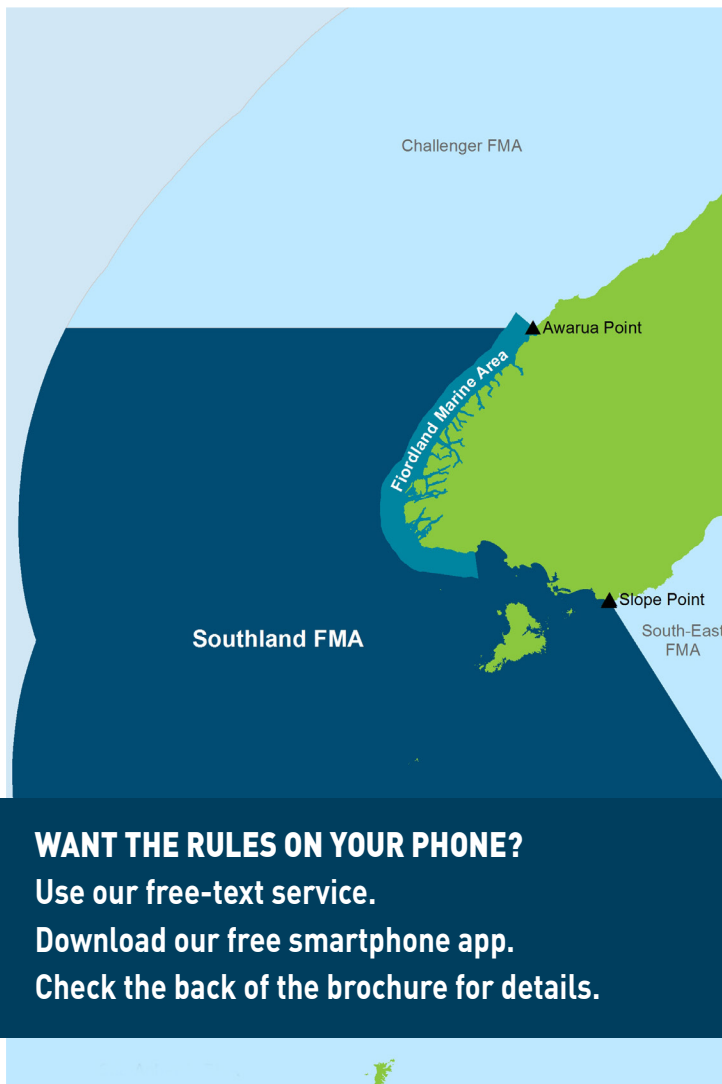 Challenger FMA
Awarua Point
Fiordland Marine Area
Slope Point
Southland FMA
South-East
FMA
WANT THE RULES ON YOUR PHONE?
Use our free-text service.
Download our free smartphone app.
Check the back of the brochure for details.